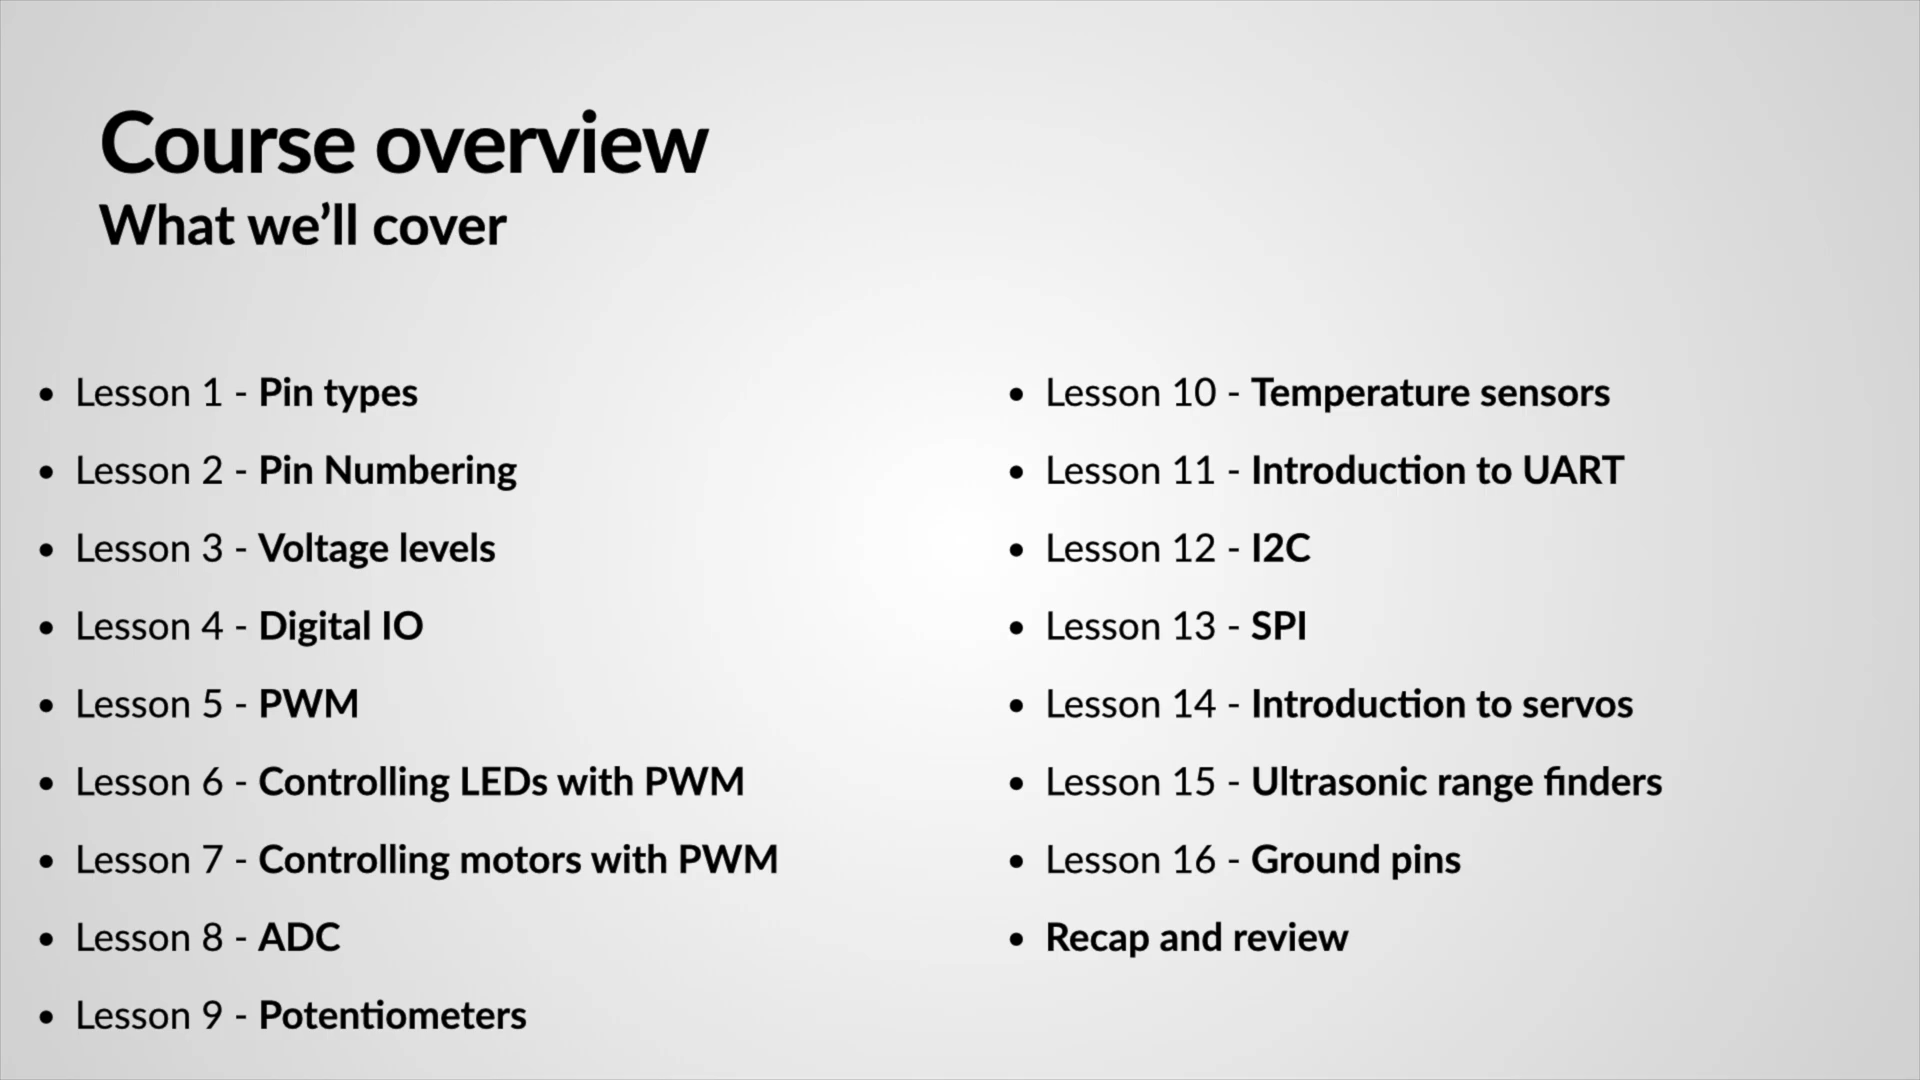 Course overview
What we’ll cover
• Lesson 1 - Pin types
• Lesson 2 - Pin Numbering
• Lesson 3 - Voltage levels
• Lesson 4 - Digital IO
• Lesson 5 - PWM
• Lesson 6 - Controlling LEDs with PWM
• Lesson 7 - Controlling motors with PWM
• Lesson 8 - ADC
• Lesson 9 - Potentiometers
• Lesson 10 - Temperature sensors
• Lesson 11 - Introduction to UART
• Lesson 12 - I2C
• Lesson 13 - SPI
• Lesson 14 - Introduction to servos
• Lesson 15 - Ultrasonic range finders
• Lesson 16 - Ground pins
• Recap and review